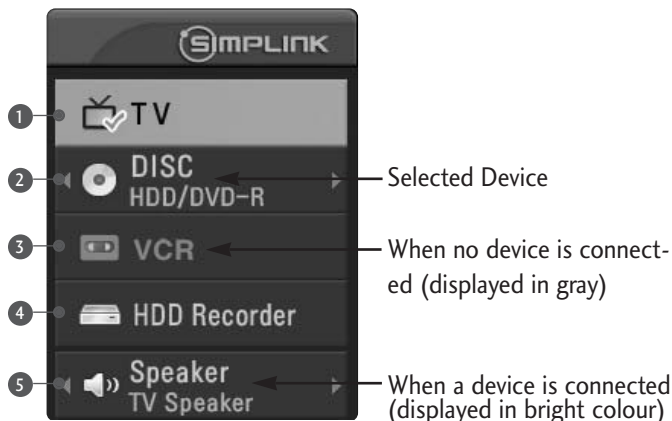 SIMPLINK
1 TV
2 DISC
HDD/DVD-R
Selected Device
3 VCR
When no device is connect-
ed (displayed in gray)
4 HDD Recorder
5 Speaker
TV Speaker
When a device is connected
(displayed in bright colour)